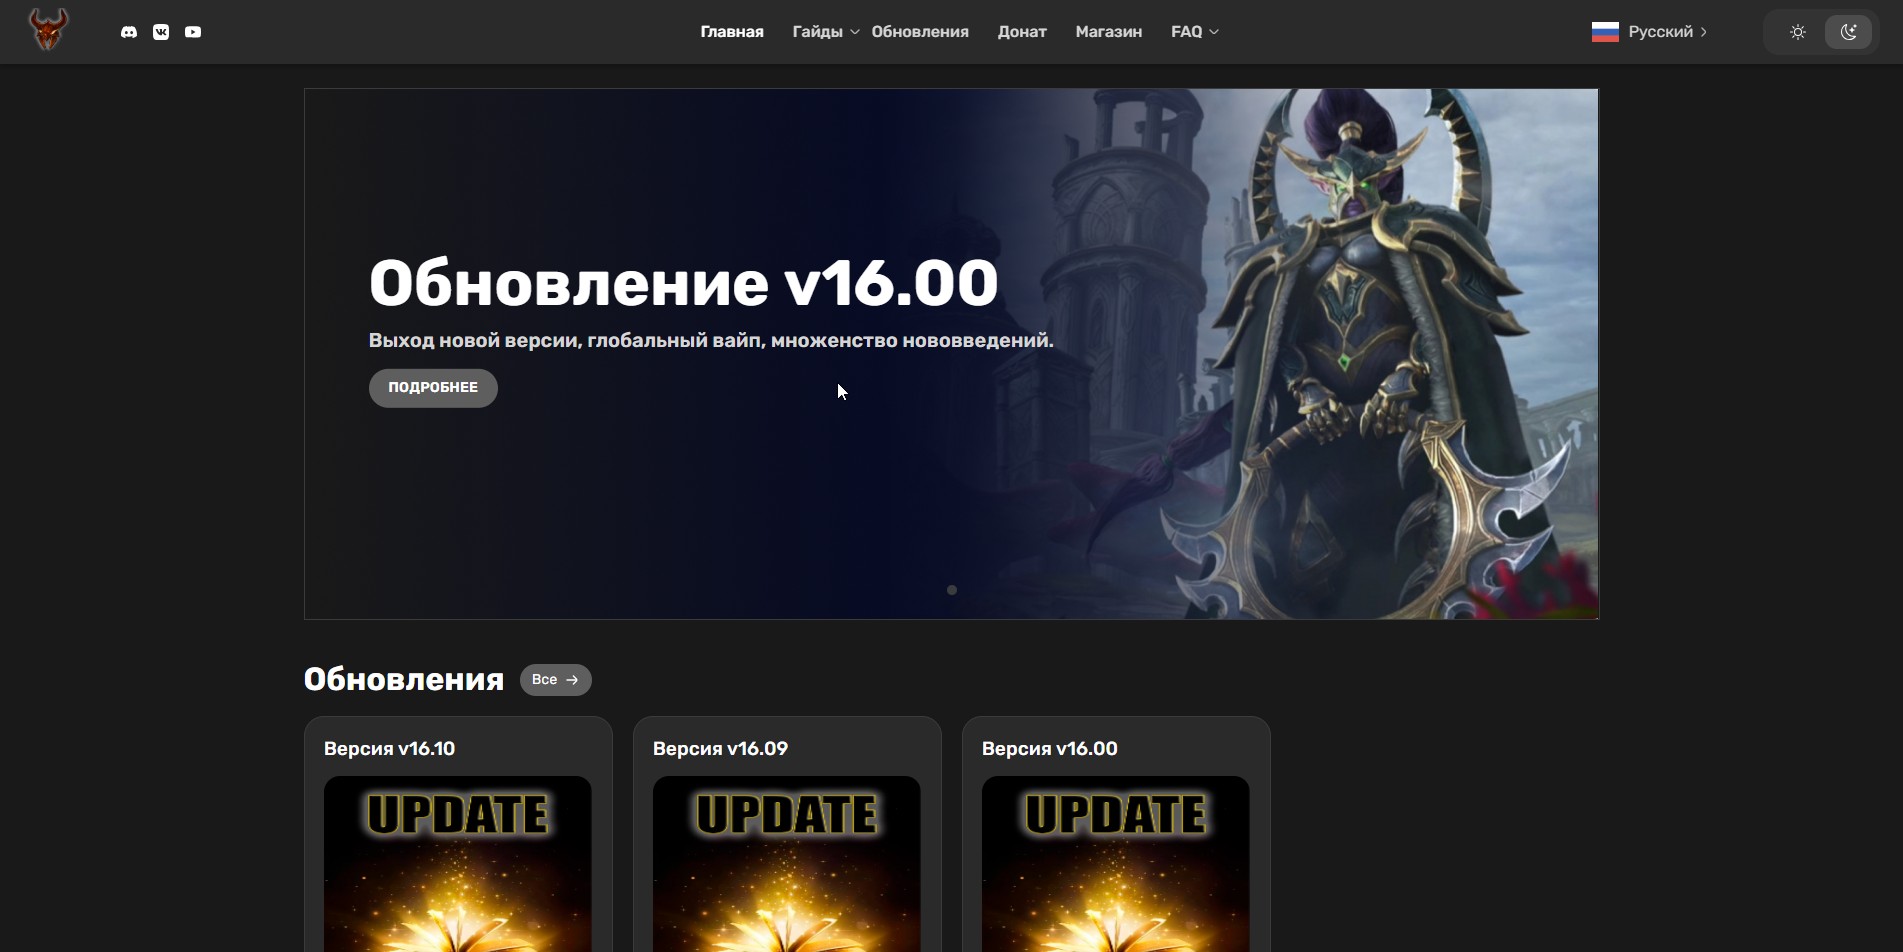 Главная Гайды Обновления Донат Магазин FAQ Русский
Обновление v16.00
Выход новой версии, глобальный вайп, множенство нововведений.
ПОДРОБНЕЕ
Обновления Все
Версия v16.10
UPDATE
Версия v16.09
UPDATE
Версия v16.00
UPDATE